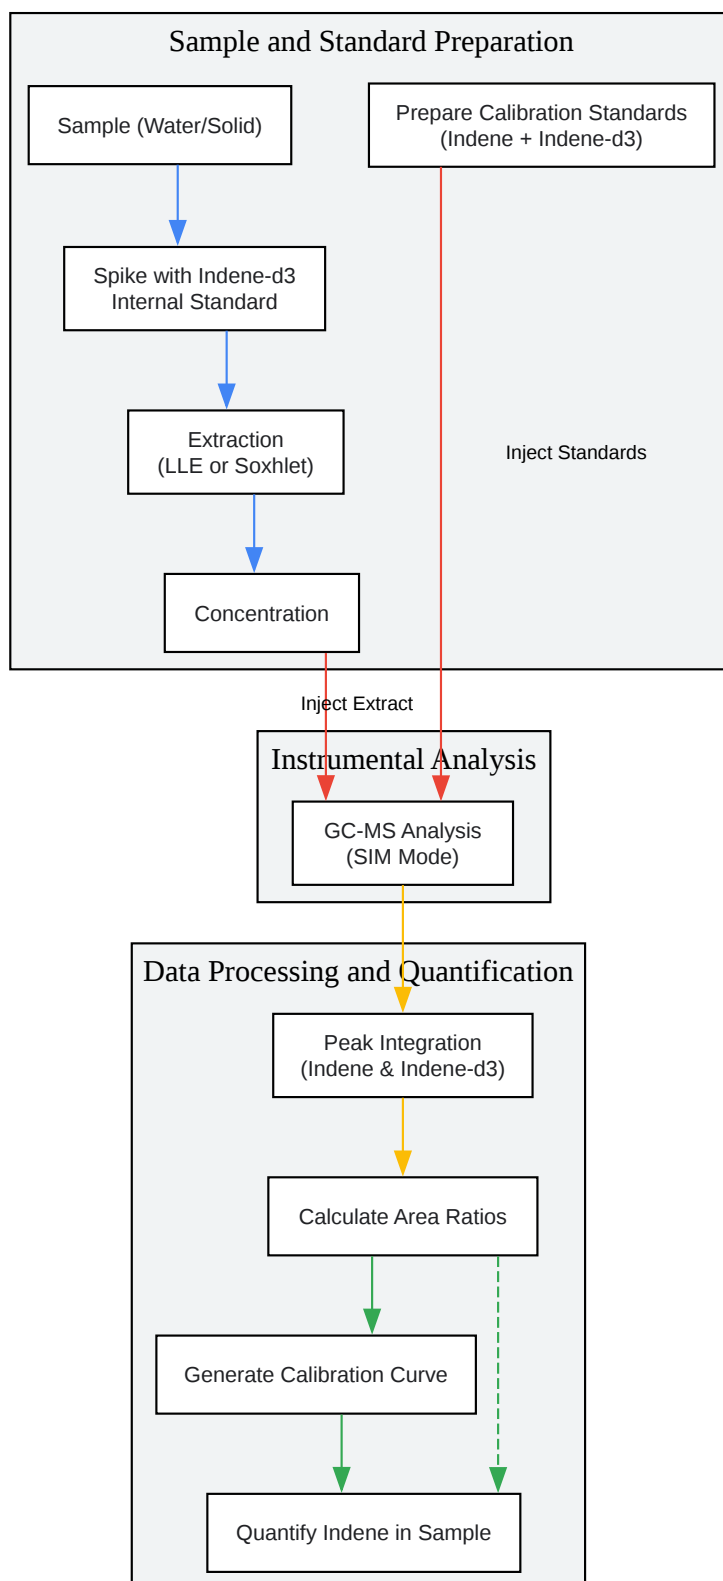 Sample and Standard Preparation
Sample (Water/Solid)
Prepare Calibration Standards
(Indene + Indene-d3)
Spike with Indene-d3
Internal Standard
Extraction
(LLE or Soxhlet)
Inject Standards
Concentration
Inject Extract
Instrumental Analysis
GC-MS Analysis
(SIM Mode)
Data Processing and Quantification
Peak Integration
(Indene & Indene-d3)
Calculate Area Ratios
Generate Calibration Curve
Quantify Indene in Sample